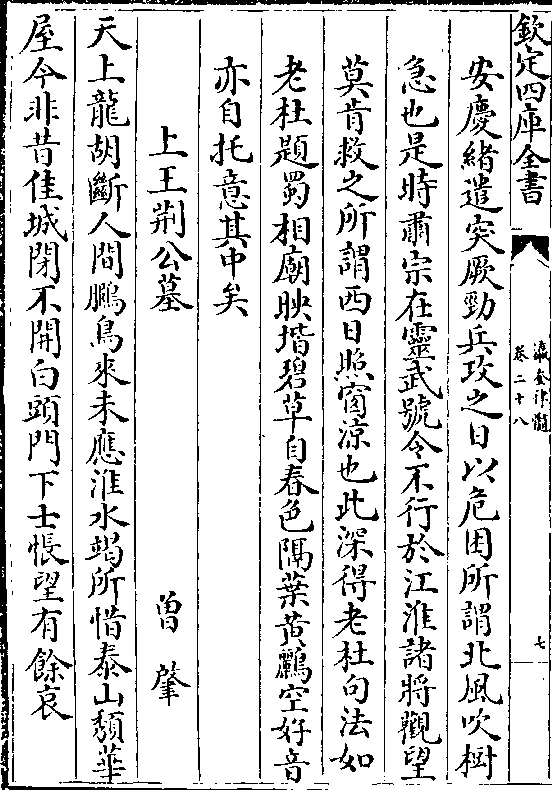 欽定四庫全書
瀛奎律髓
卷二十八
七
安慶緒遣突厥勁兵攻之日以危困所謂北風吹樹
急也是時肅宗在靈武號令不行於江淮諸將觀望
莫肯救之所謂西日照窗涼也此深得老杜句法如
老杜題蜀相廟映堦碧草自春色隔葉黃鸝空好音
亦自托意其中矣
上王荆公墓 曾肇
天上龍胡斷人間鵬鳥來未應淮水竭所惜泰山頽華
屋今非昔佳城閉不開白頭門下士悵望有餘哀